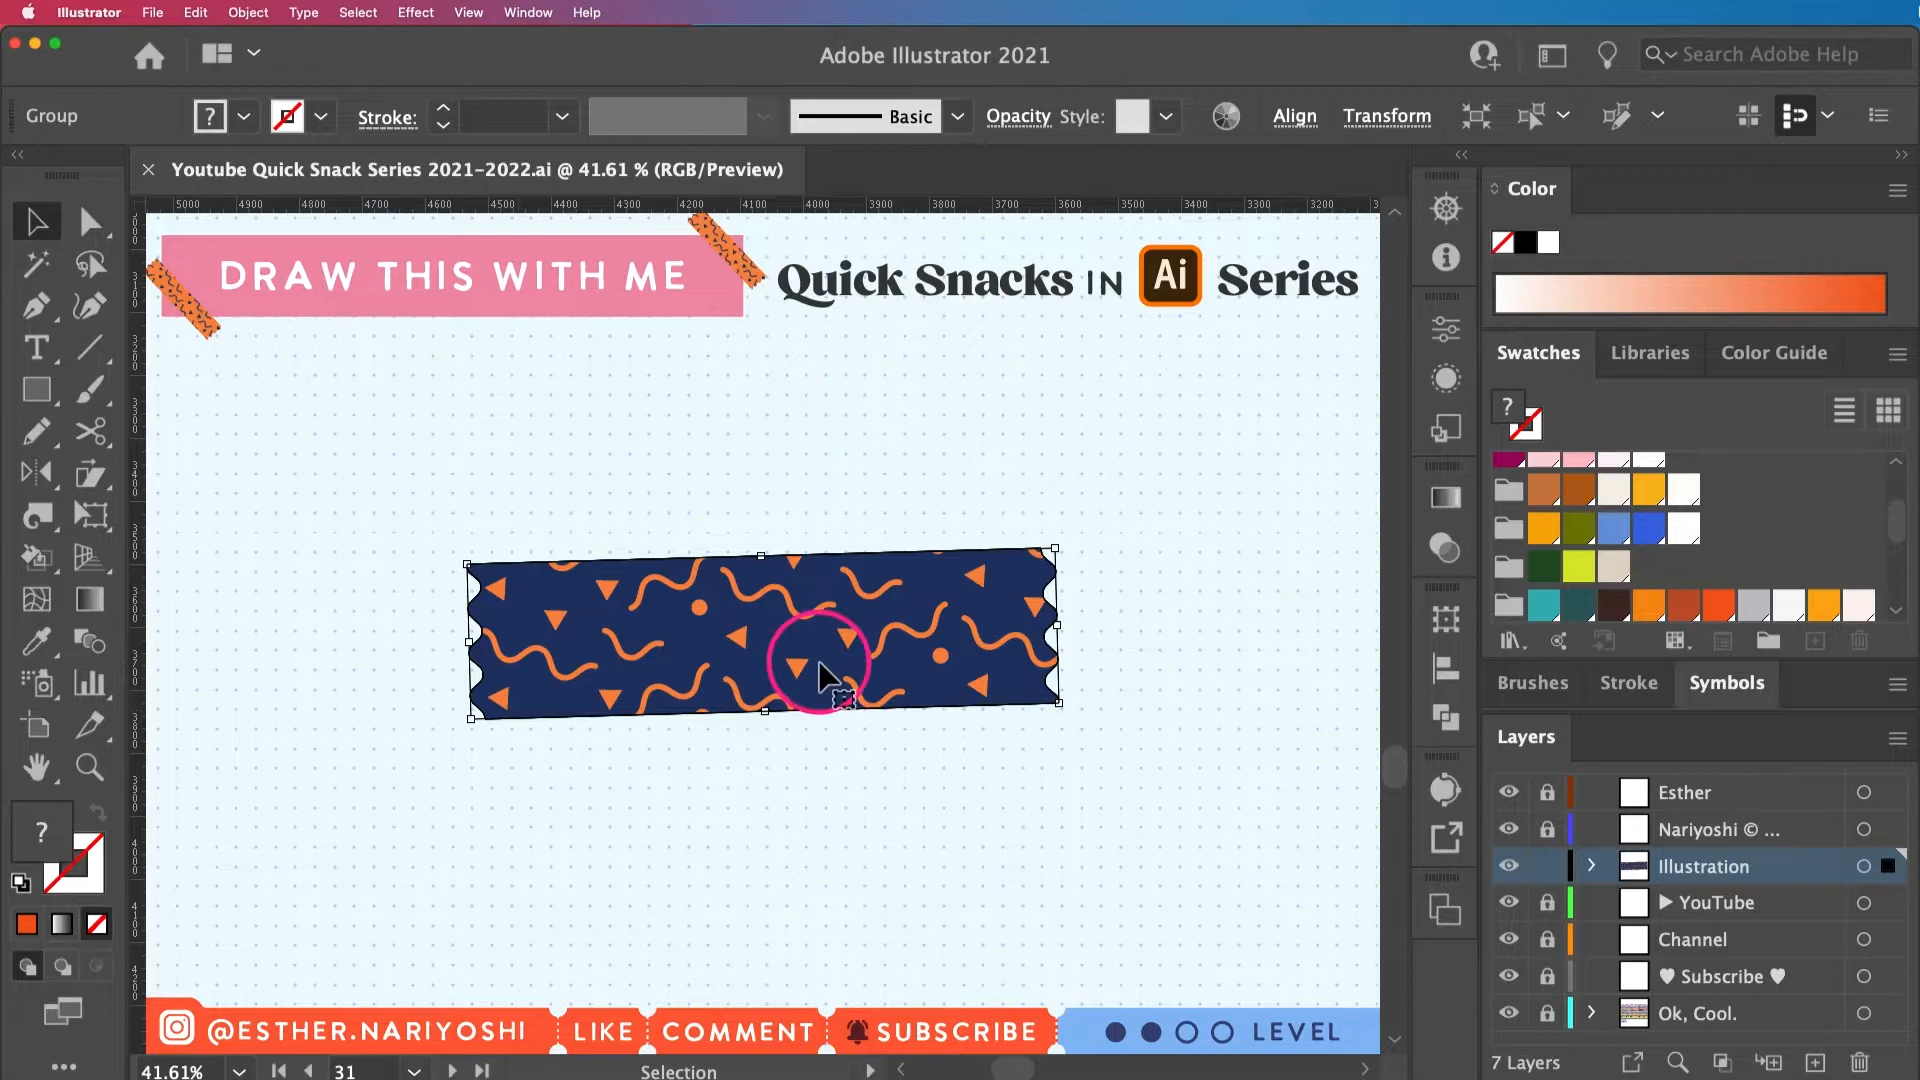 Illustrator File Edit Object Type Select Effect View Window Help
Adobe Illustrator 2021
Search Adobe Help
Group
?
Stroke:
Basic
Opacity Style:
Align
Transform
Youtube Quick Snack Series 2021-2022.ai @ 41.61 % (RGB/Preview)
5000 4900 4800 4700 4600 4500 4400 4300 4200 4100 4000 3900 3800 3700 3600 3500 3400 3300 3200
DRAW THIS WITH ME
Quick Snacks IN Ai Series
Color
Swatches Libraries Color Guide
?
Brushes Stroke Symbols
Layers
Esther
Nariyoshi © ...
Illustration
▶ YouTube
Channel
♥ Subscribe ♥
Ok, Cool.
7 Layers
?
@ESTHER.NARIYOSHI LIKE COMMENT SUBSCRIBE LEVEL
41.61% 31 Selection